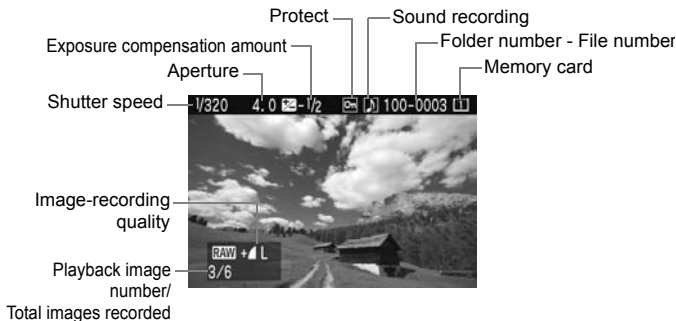 Protect
Sound recording
Exposure compensation amount
Folder number - File number
Aperture
Memory card
Shutter speed
1/320 4.0 -1/2 100-0003 1
Image-recording
quality
RAW + L
3/6
Playback image
number/
Total images recorded